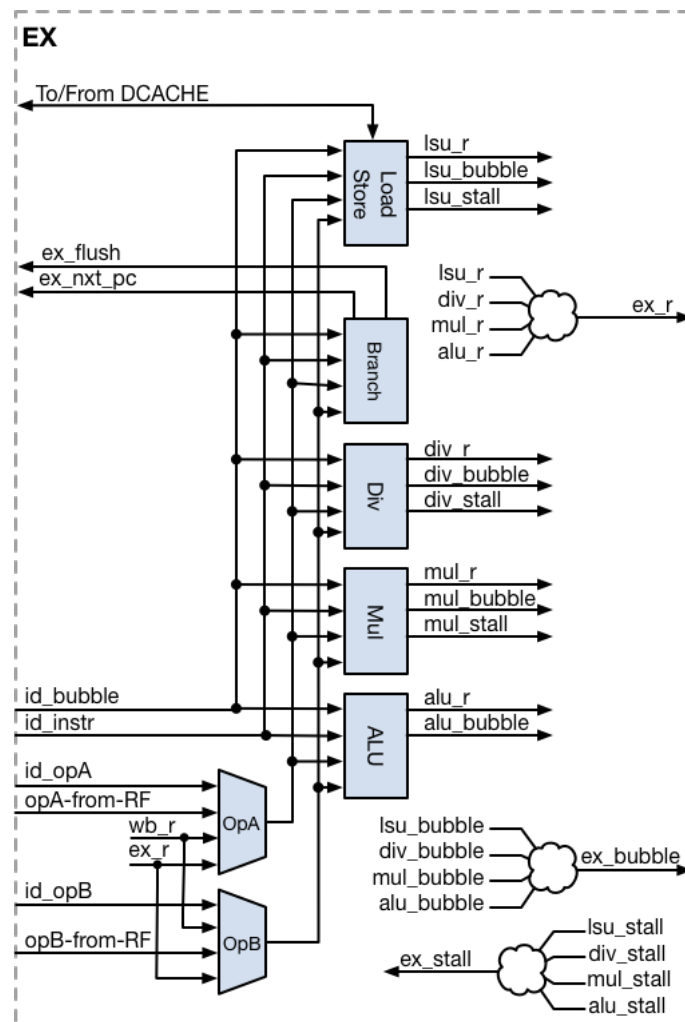 EX
To/From DCACHE
lsu_r
lsu_bubble
lsu_stall
Load
Store
ex_flush
ex_nxt_pc
Branch
lsu_r
div_r
mul_r
alu_r
ex_r
div_r
div_bubble
div_stall
Div
mul_r
mul_bubble
mul_stall
Mul
id_bubble
id_instr
alu_r
alu_bubble
ALU
id_opA
opA-from-RF
wb_r
ex_r
OpA
id_opB
opB-from-RF
OpB
lsu_bubble
div_bubble
mul_bubble
alu_bubble
ex_bubble
ex_stall
lsu_stall
div_stall
mul_stall
alu_stall